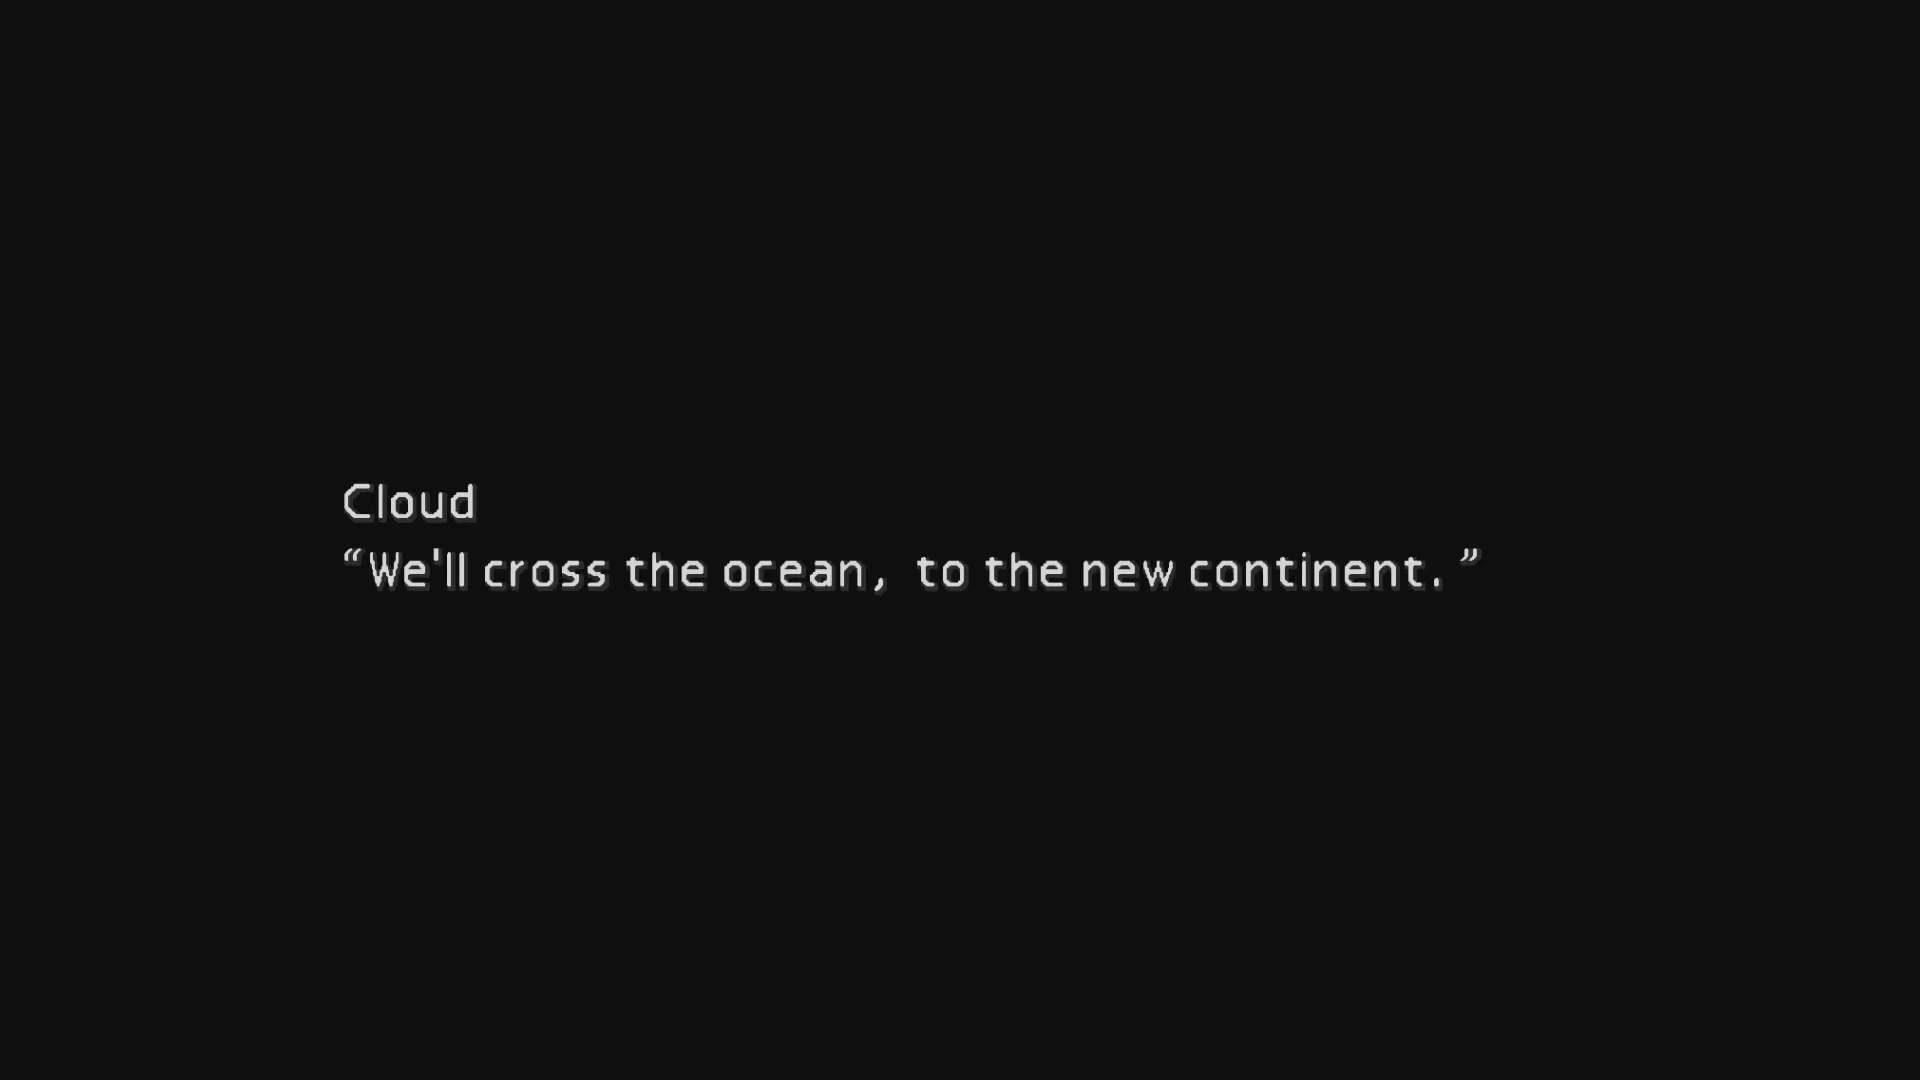 Cloud
“We'll cross the ocean, to the new continent.”